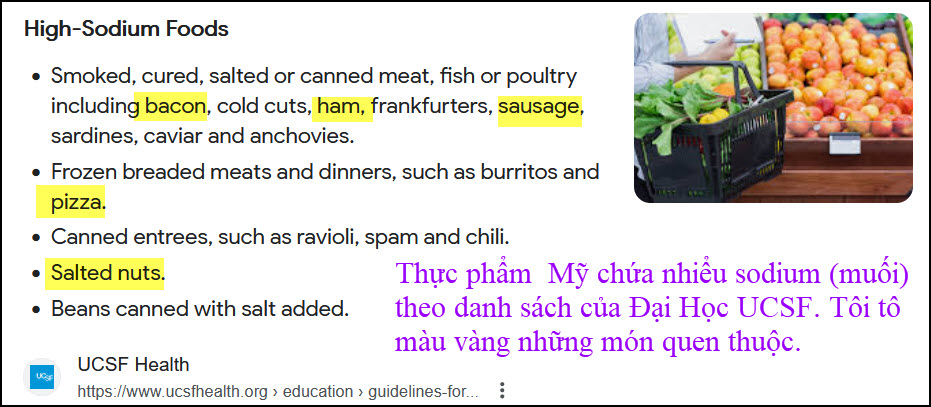 High-Sodium Foods
• Smoked, cured, salted or canned meat, fish or poultry
including bacon, cold cuts, ham, frankfurters, sausage,
sardines, caviar and anchovies.
• Frozen breaded meats and dinners, such as burritos and
pizza.
• Canned entrees, such as ravioli, spam and chili.
• Salted nuts.
• Beans canned with salt added.
Thực phẩm Mỹ chứa nhiều sodium (muối)
theo danh sách của Đại Học UCSF. Tôi tô
màu vàng những món quen thuộc.
UCSF
UCSF Health
https://www.ucsfhealth.org › education › guidelines-for...